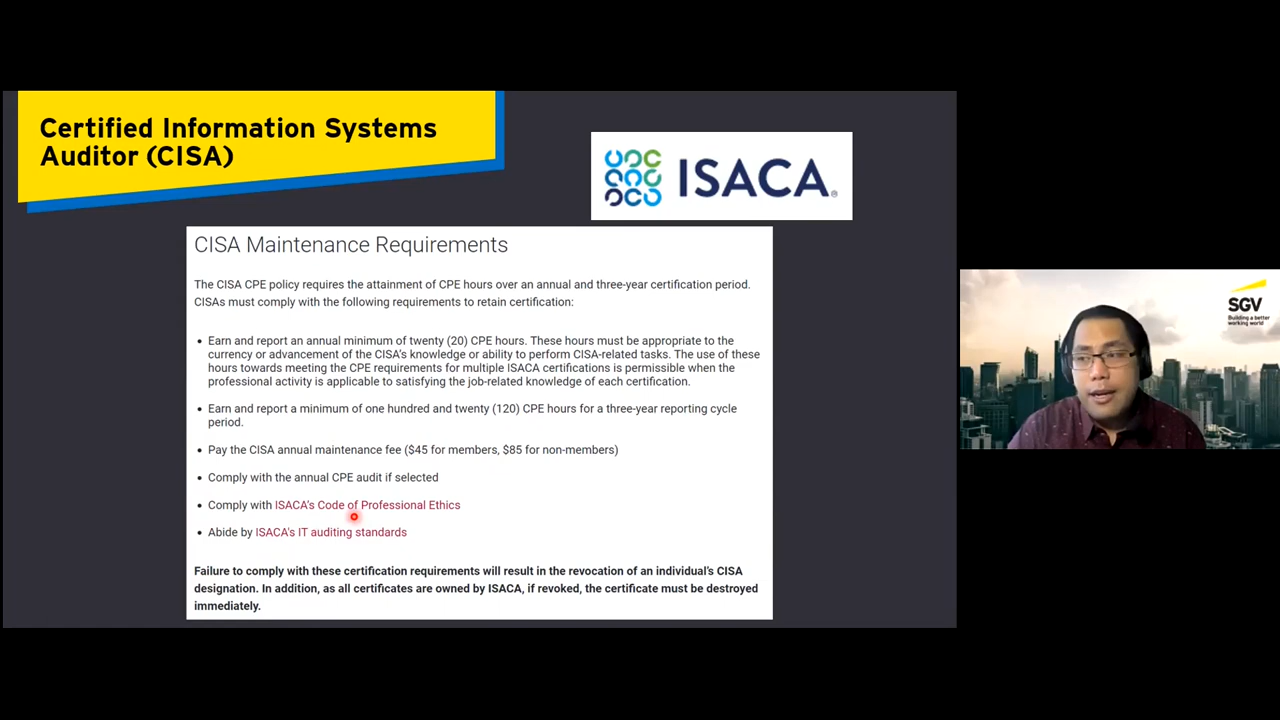 Certified Information Systems
Auditor (CISA)
ISACA®
CISA Maintenance Requirements
The CISA CPE policy requires the attainment of CPE hours over an annual and three-year certification period.
CISAs must comply with the following requirements to retain certification:
• Earn and report an annual minimum of twenty (20) CPE hours. These hours must be appropriate to the
currency or advancement of the CISA's knowledge or ability to perform CISA-related tasks. The use of these
hours towards meeting the CPE requirements for multiple ISACA certifications is permissible when the
professional activity is applicable to satisfying the job-related knowledge of each certification.
• Earn and report a minimum of one hundred and twenty (120) CPE hours for a three-year reporting cycle
period.
• Pay the CISA annual maintenance fee ($45 for members, $85 for non-members)
• Comply with the annual CPE audit if selected
• Comply with ISACA's Code of Professional Ethics
• Abide by ISACA's IT auditing standards
Failure to comply with these certification requirements will result in the revocation of an individual's CISA
designation. In addition, as all certificates are owned by ISACA, if revoked, the certificate must be destroyed
immediately.
SGV
Building a better
working world